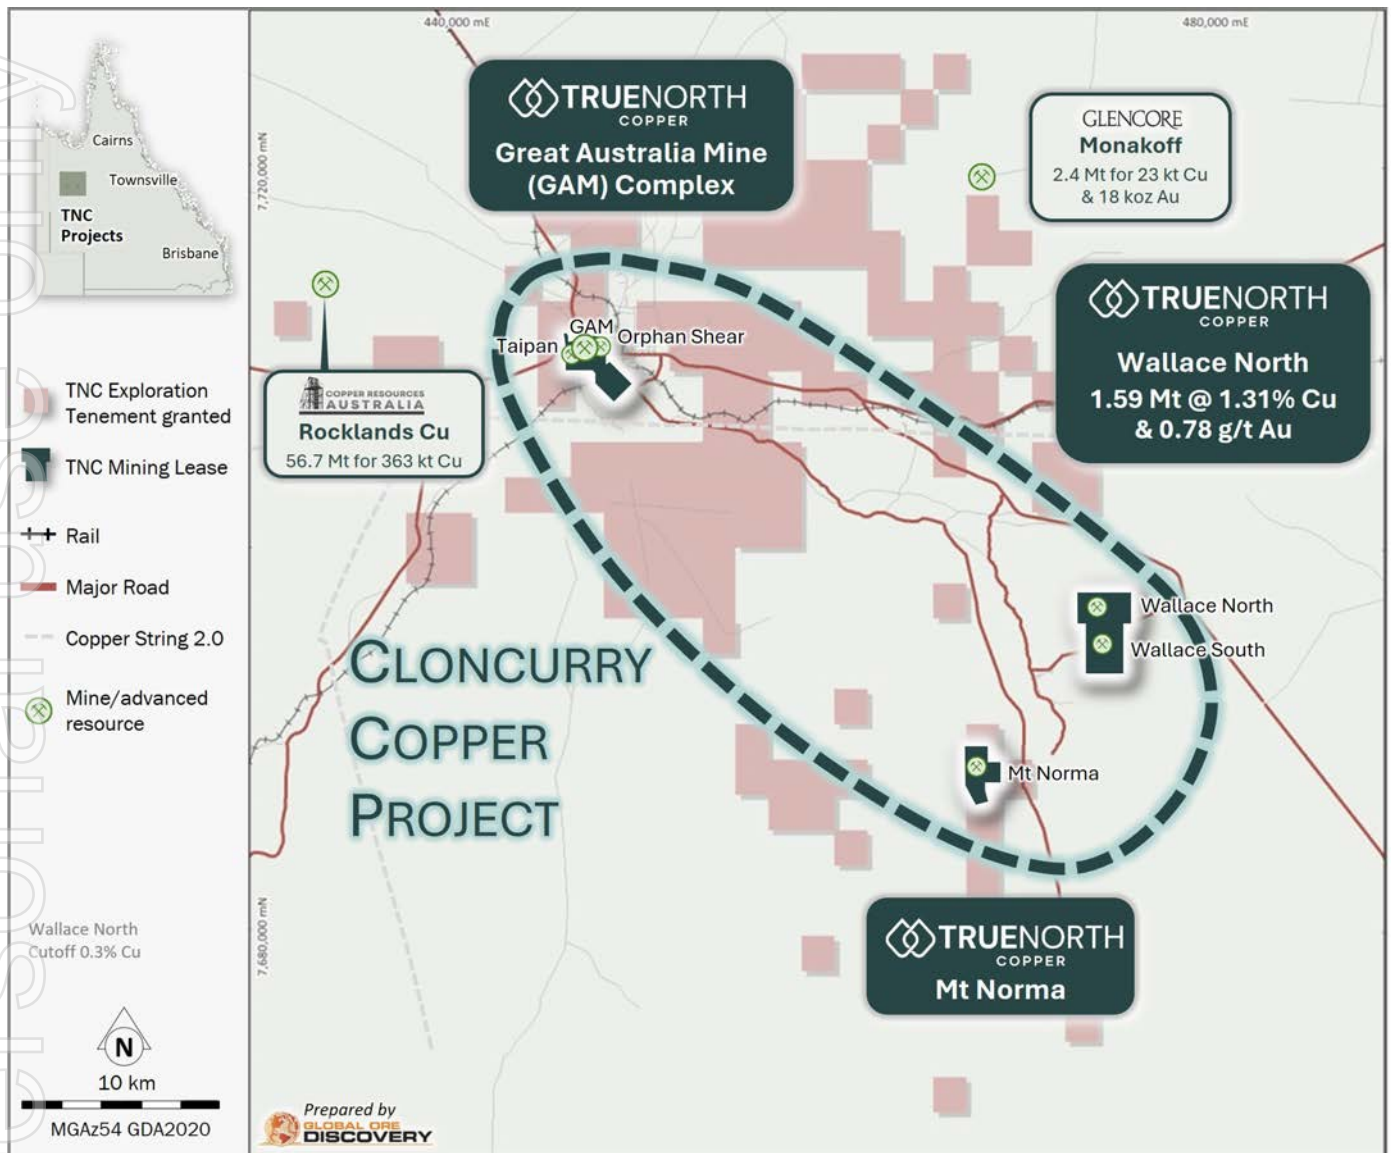 440,000 mE
480,000 mE
7,720,000 mN
7,680,000 mN
Cairns
Townsville
TNC
Projects
Brisbane
TNC Exploration
Tenement granted
TNC Mining Lease
Rail
Major Road
Copper String 2.0
Mine/advanced
resource
Wallace North
Cutoff 0.3% Cu
N
10 km
MGAz54 GDA2020
TRUENORTH
COPPER
Great Australia Mine
(GAM) Complex
GLENCORE
Monakoff
2.4 Mt for 23 kt Cu
& 18 koz Au
TRUENORTH
COPPER
Wallace North
1.59 Mt @ 1.31% Cu
& 0.78 g/t Au
GAM
Taipan
Orphan Shear
COPPER RESOURCES
AUSTRALIA
Rocklands Cu
56.7 Mt for 363 kt Cu
Wallace North
Wallace South
CLONCURRY
COPPER
PROJECT
Mt Norma
TRUENORTH
COPPER
Mt Norma
Prepared by
GLOBAL ORE
DISCOVERY